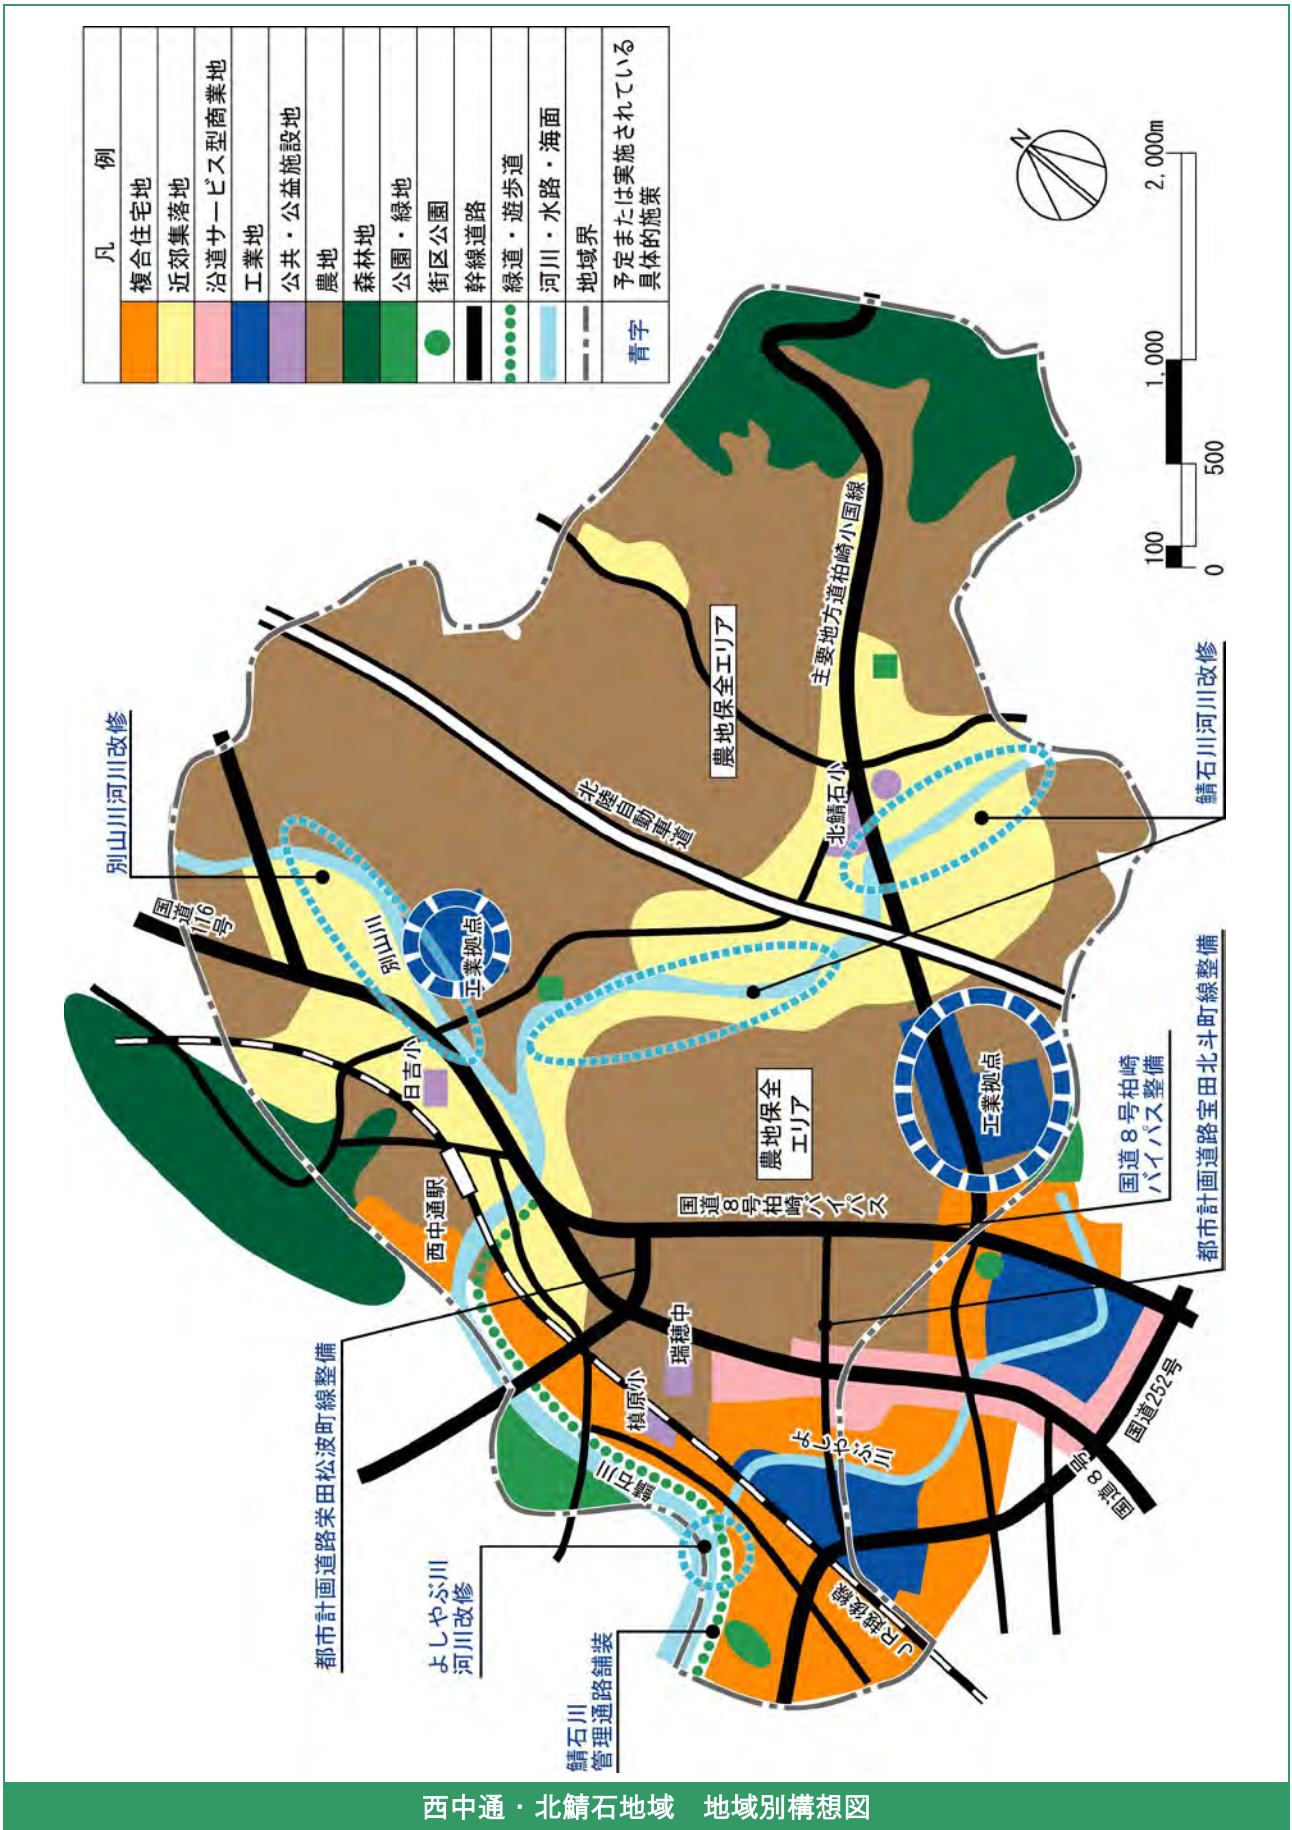 凡例
複合住宅地
近郊集落地
沿道サービス型商業地
工業地
公共・公益施設地
農地
森林地
公園・緑地
街区公園
幹線道路
緑道・遊歩道
河川・水路・海面
地域界
青字
予定または実施されている
具体的施策
N
0
100
500
1,000
2,000m
別山川河川改修
国道
116
号
別山川
工業拠点
北陸自動車道
農地保全エリア
主要地方道柏崎小国線
北鯖石小
鯖石川河川改修
日吉小
西中通駅
農地保全
エリア
工業拠点
国道8号柏崎バイパス
国道8号柏崎
バイパス整備
都市計画道路宝田北斗町線整備
都市計画道路栄田松波町線整備
瑞穂中
槙原小
鯖石川
よしやぶ川
よしやぶ川
河川改修
鯖石川
管理通路舗装
JR越後線
国道8号
国道252号
西中通・北鯖石地域 地域別構想図